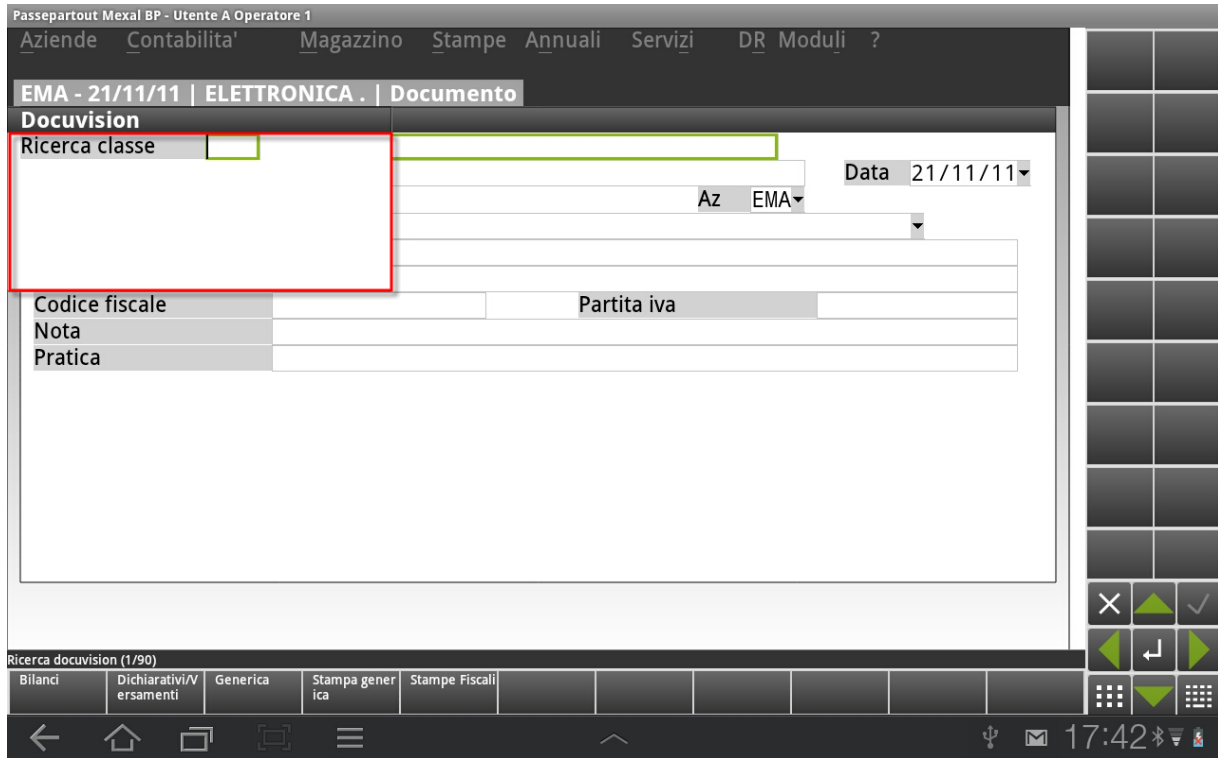 Passepartout Mexal BP - Utente A Operatore 1
Aziende Contabilita' Magazzino Stampe Annuali Servizi DR Moduli ?
EMA - 21/11/11 | ELETTRONICA . | Documento
Docuvision
Ricerca classe
Data 21/11/11
Az EMA
Codice fiscale Partita iva
Nota
Pratica
Ricerca docuvision (1/90)
Bilanci Dichiarativi/V Generica Stampa gener Stampe Fiscali
ersamenti ica
17:42